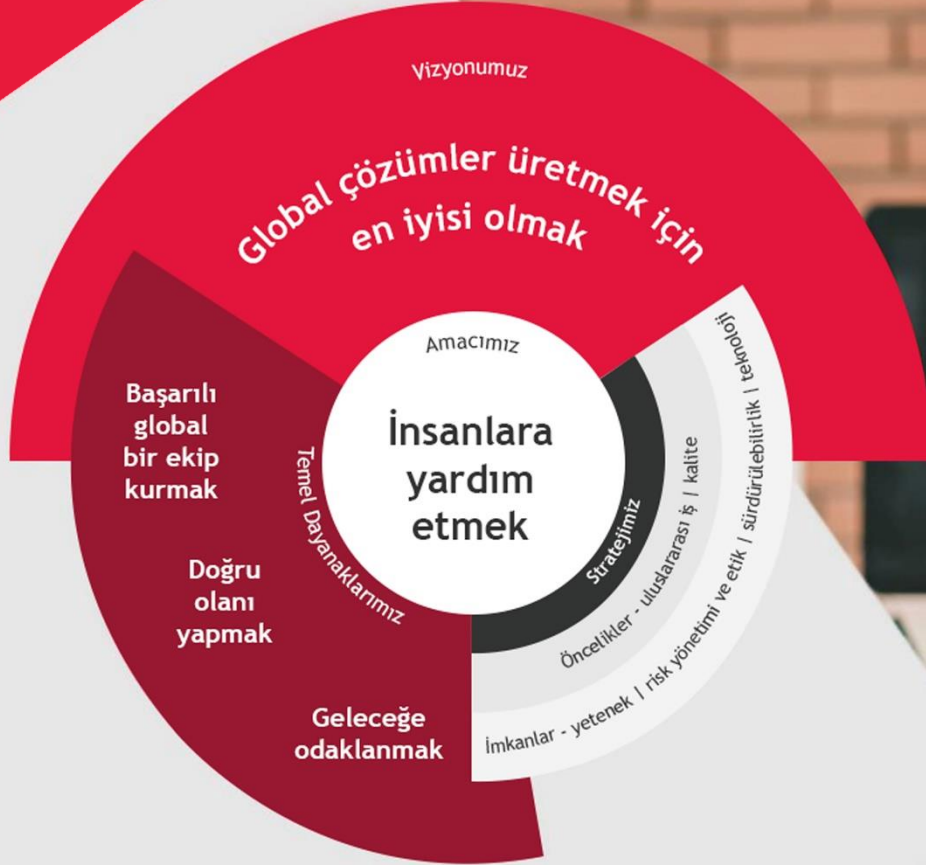 Vizyonumuz
Global çözümler üretmek için
en iyisi olmak
Amacımız
İnsanlara
yardım
etmek
Temel Dayanaklarımız
Başarılı
global
bir ekip
kurmak
Doğru
olanı
yapmak
Geleceğe
odaklanmak
Stratejimiz
Öncelikler - uluslararası iş | kalite
İmkanlar - yetenek | risk yönetimi ve etik | sürdürülebilirlik | teknoloji